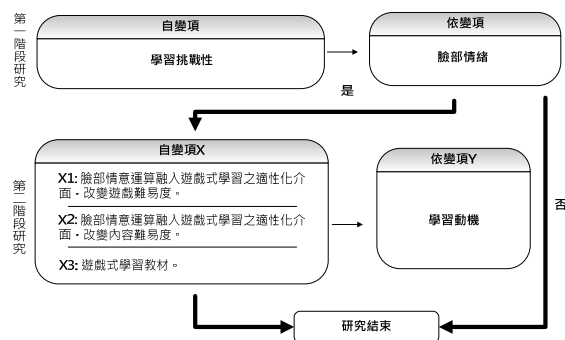 第一階段研究
自變項
學習挑戰性
依變項
臉部情緒
是
否
第二階段研究
自變項X
X1: 臉部情意運算融入遊戲式學習之適性化介
面，改變遊戲難易度。
X2: 臉部情意運算融入遊戲式學習之適性化介
面，改變內容難易度。
X3: 遊戲式學習教材。
依變項Y
學習動機
研究結束